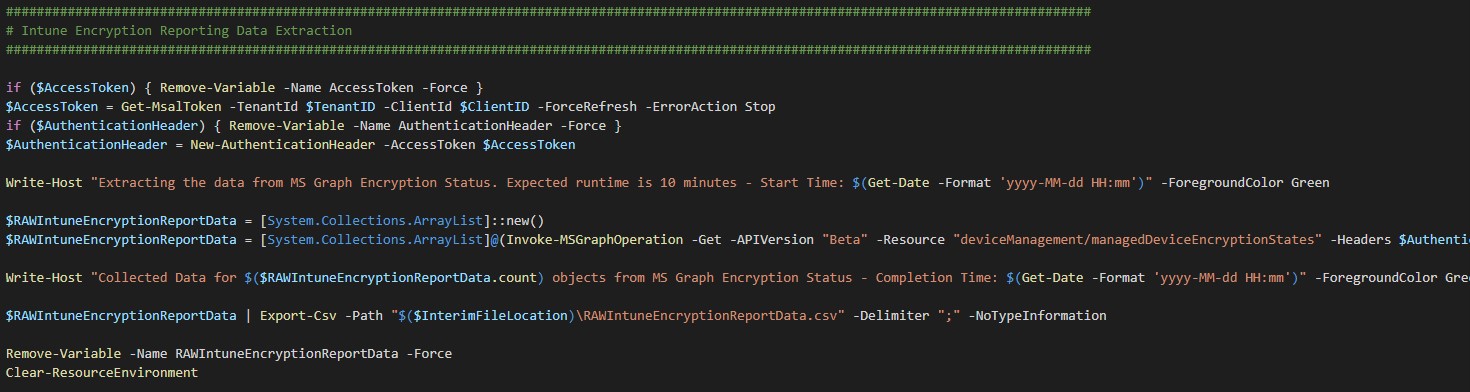 #############################################################################################################################################
# Intune Encryption Reporting Data Extraction
#############################################################################################################################################
if ($AccessToken) { Remove-Variable -Name AccessToken -Force }
$AccessToken = Get-MsalToken -TenantId $TenantID -ClientId $ClientID -ForceRefresh -ErrorAction Stop
if ($AuthenticationHeader) { Remove-Variable -Name AuthenticationHeader -Force }
$AuthenticationHeader = New-AuthenticationHeader -AccessToken $AccessToken
Write-Host "Extracting the data from MS Graph Encryption Status. Expected runtime is 10 minutes - Start Time: $(Get-Date -Format 'yyyy-MM-dd HH:mm')" -ForegroundColor Green
$RAWIntuneEncryptionReportData = [System.Collections.ArrayList]::new()
$RAWIntuneEncryptionReportData = [System.Collections.ArrayList]@(Invoke-MSGraphOperation -Get -APIVersion "Beta" -Resource "deviceManagement/managedDeviceEncryptionStates" -Headers $Authenti
Write-Host "Collected Data for $($RAWIntuneEncryptionReportData.count) objects from MS Graph Encryption Status - Completion Time: $(Get-Date -Format 'yyyy-MM-dd HH:mm')" -ForegroundColor Gre
$RAWIntuneEncryptionReportData | Export-Csv -Path "$($InterimFileLocation)\RAWIntuneEncryptionReportData.csv" -Delimiter ";" -NoTypeInformation
Remove-Variable -Name RAWIntuneEncryptionReportData -Force
Clear-ResourceEnvironment